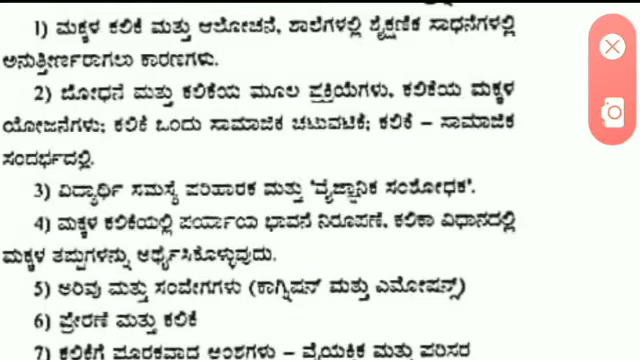 1) ಮಕ್ಕಳ ಕಲಿಕೆ ಮತ್ತು ಆಲೋಚನೆ, ಶಾಲೆಗಳಲ್ಲಿ ಶೈಕ್ಷಣಿಕ ಸಾಧನೆಗಳಲ್ಲಿ
ಅನುತ್ತೀರ್ಣರಾಗಲು ಕಾರಣಗಳು.
2) ಬೋಧನೆ ಮತ್ತು ಕಲಿಕೆಯ ಮೂಲ ಪ್ರಕ್ರಿಯೆಗಳು, ಕಲಿಕೆಯ ಮಕ್ಕಳ
ಯೋಜನೆಗಳು; ಕಲಿಕೆ ಒಂದು ಸಾಮಾಜಿಕ ಚಟುವಟಿಕೆ; ಕಲಿಕೆ – ಸಾಮಾಜಿಕ
ಸಂದರ್ಭದಲ್ಲಿ.
3) ವಿದ್ಯಾರ್ಥಿ ಸಮಸ್ಯೆ ಪರಿಹಾರಕ ಮತ್ತು 'ವೈಜ್ಞಾನಿಕ ಸಂಶೋಧಕ'.
4) ಮಕ್ಕಳ ಕಲಿಕೆಯಲ್ಲಿ ಪರ್ಯಾಯ ಭಾವನೆ ನಿರೂಪಣೆ, ಕಲಿಕಾ ವಿಧಾನದಲ್ಲಿ
ಮಕ್ಕಳ ತಪ್ಪುಗಳನ್ನು ಅರ್ಥೈಸಿಕೊಳ್ಳುವುದು.
5) ಅರಿವು ಮತ್ತು ಸಂವೇಗಗಳು (ಕಾಗ್ನಿಷನ್ ಮತ್ತು ಎಮೋಷನ್ಸ್)
6) ಪ್ರೇರಣೆ ಮತ್ತು ಕಲಿಕೆ
7) ಕಲಿಕೆಗೆ ಪೂರಕವಾದ ಅಂಶಗಳು – ವೈಯಕ್ತಿಕ ಮತ್ತು ಪರಿಸರ